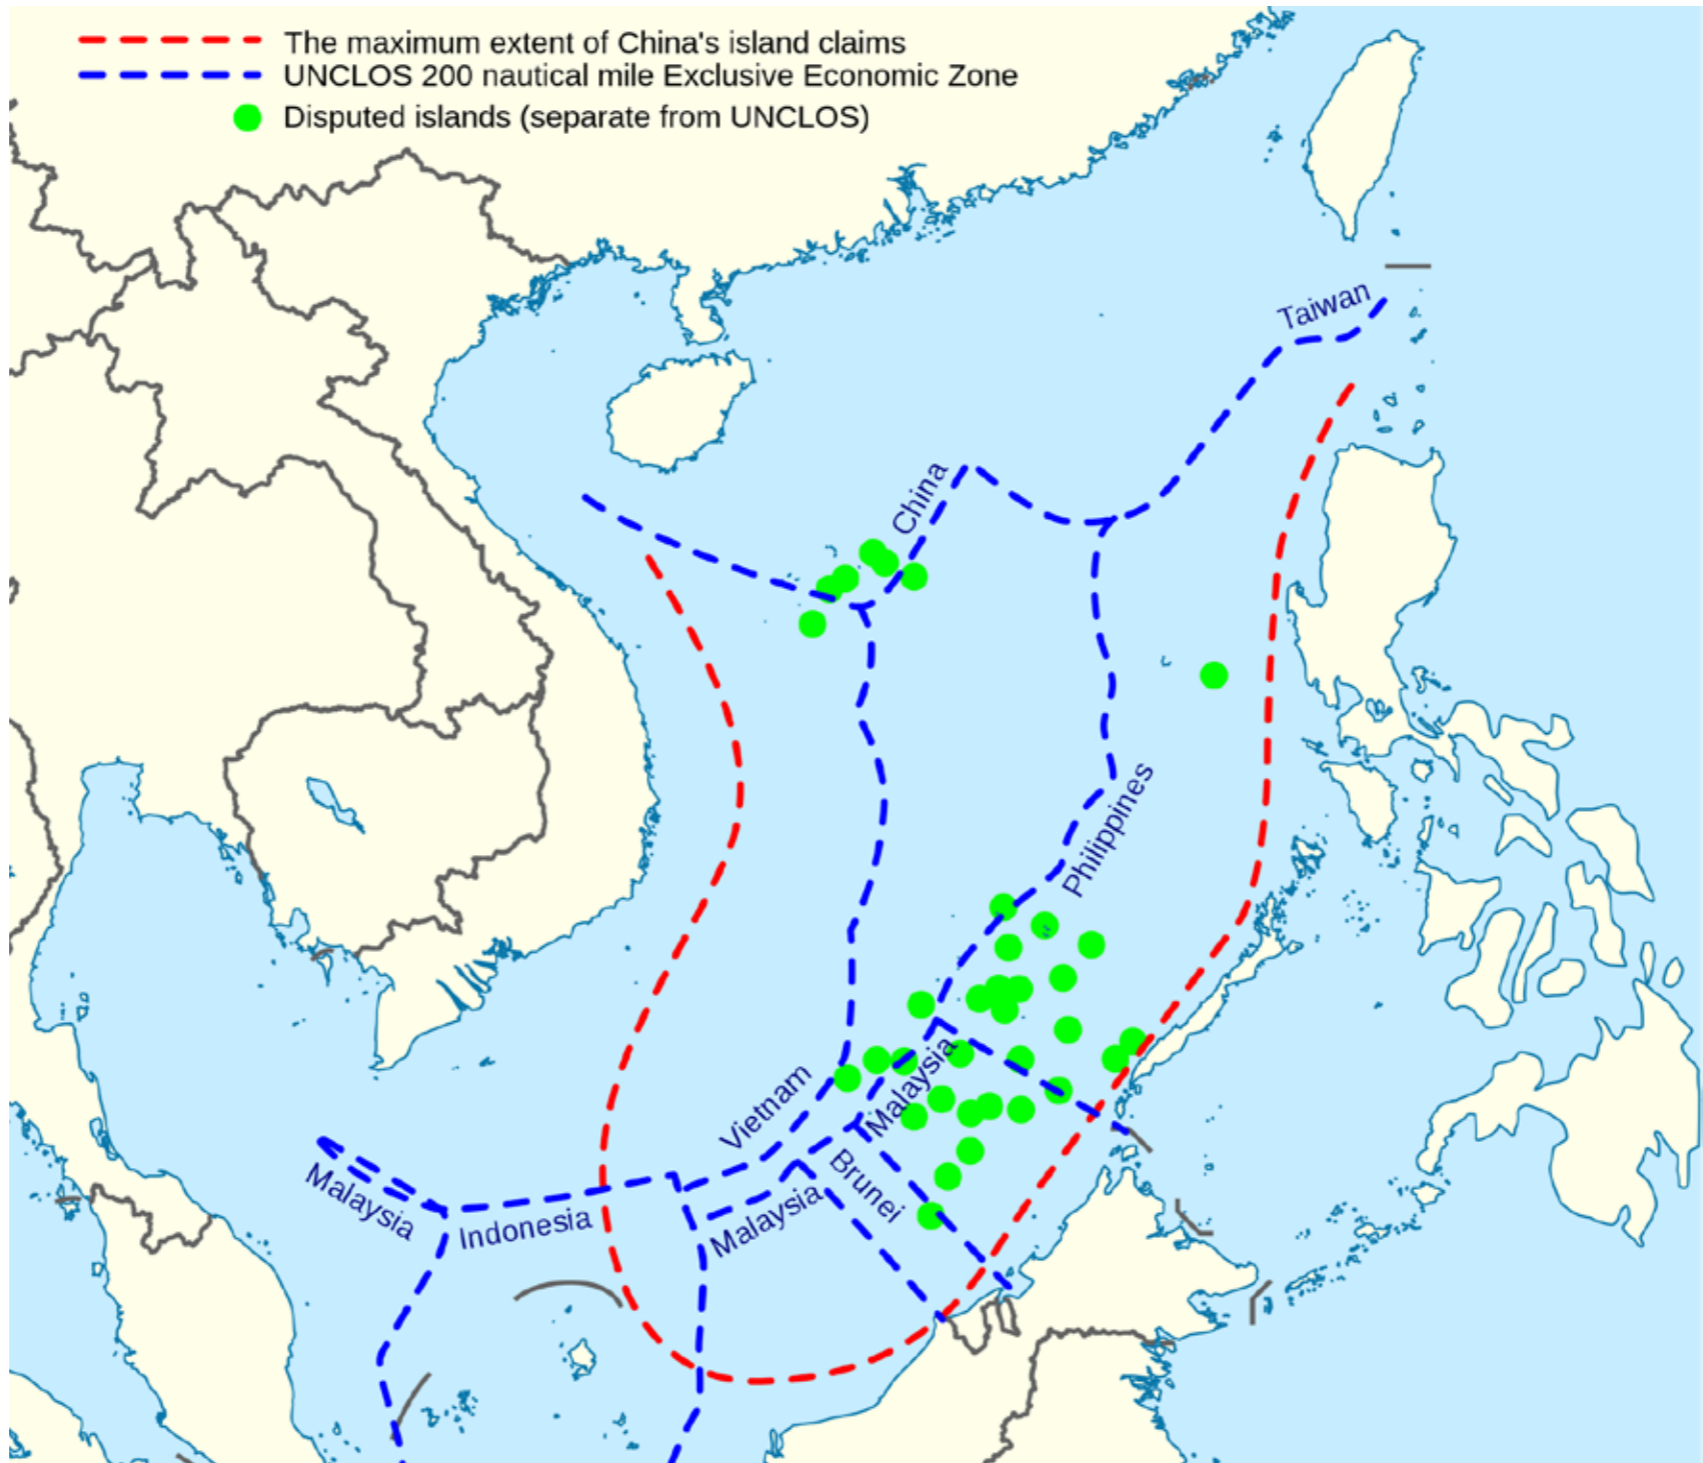 The maximum extent of China's island claims
UNCLOS 200 nautical mile Exclusive Economic Zone
Disputed islands (separate from UNCLOS)
Taiwan
China
Philippines
Malaysia
Vietnam
Brunei
Malaysia
Indonesia
Malaysia